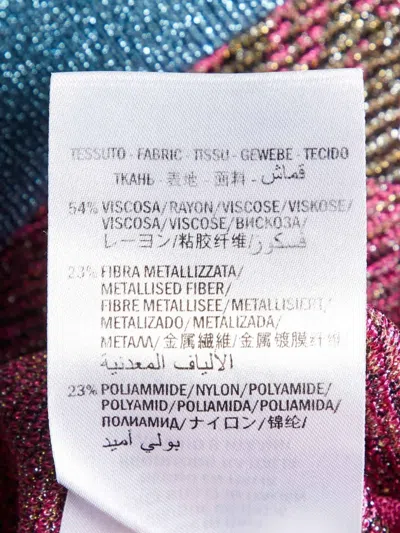 TESSUTO - FABRIC - TISSU - GEWEBE - TECIDO
ТКАНЬ - 表地 - 面料 - قماش
54% VISCOSA/RAYON/VISCOSE/VISKOSE/
VISCOSA/VISCOSE/ВИСКОЗА/
レーヨン/粘胶纤维/فسكوز
23% FIBRA METALLIZZATA/
METALLISED FIBER/
FIBRE METALLISEE/METALLISIERT/
METALIZADO/METALIZADA/
МЕТАЛЛ/金属繊維/金属镀膜纤维
الألياف المعدنية
23% POLIAMMIDE/NYLON/POLYAMIDE/
POLYAMID/POLIAMIDA/POLIAMIDA/
ПОЛИАМИД/ナイロン/锦纶/
بولي أميد